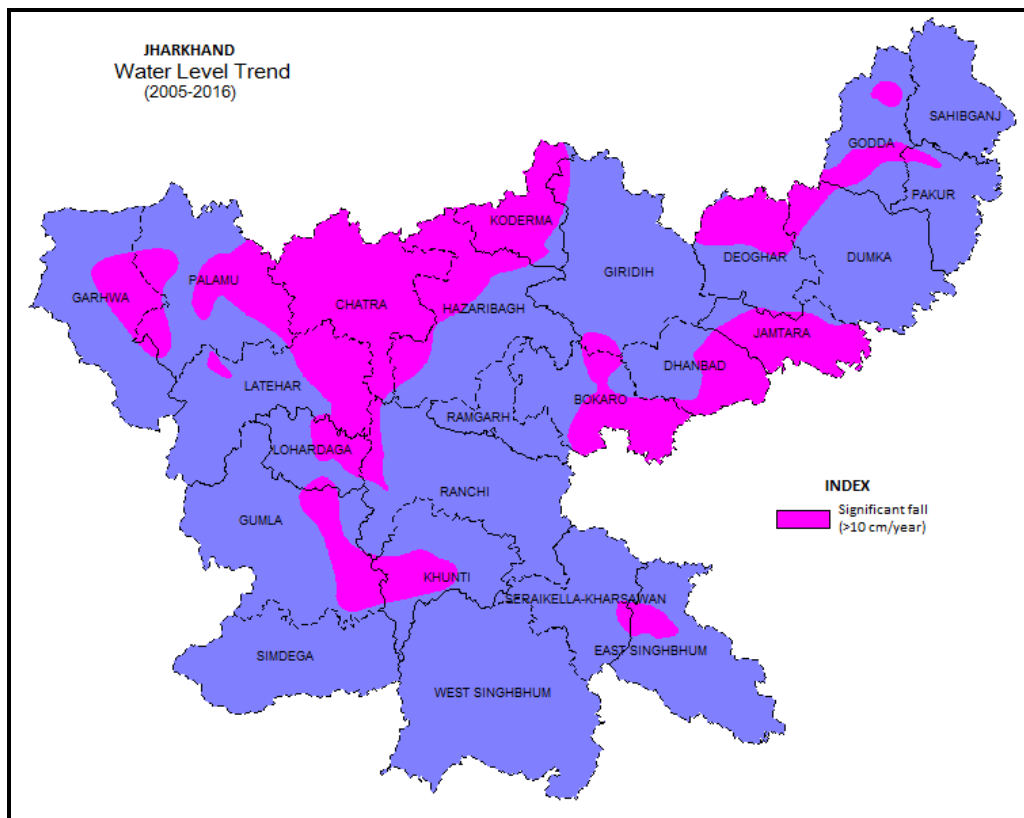 JHARKHAND
Water Level Trend
(2005-2016)
SAHIBGANJ
GODDA
PAKUR
KODERMA
DEOGHAR
DUMKA
GIRIDIH
PALAMU
GARHWA
CHATRA
HAZARIBAGH
JAMTARA
DHANBAD
LATEHAR
BOKARO
RAMGARH
LOHARDAGA
RANCHI
GUMLA
INDEX
Significant fall
(>10 cm/year)
KHUNTI
SERAIKELLA-KHARSAWAN
EAST SINGHBHUM
SIMDEGA
WEST SINGHBHUM